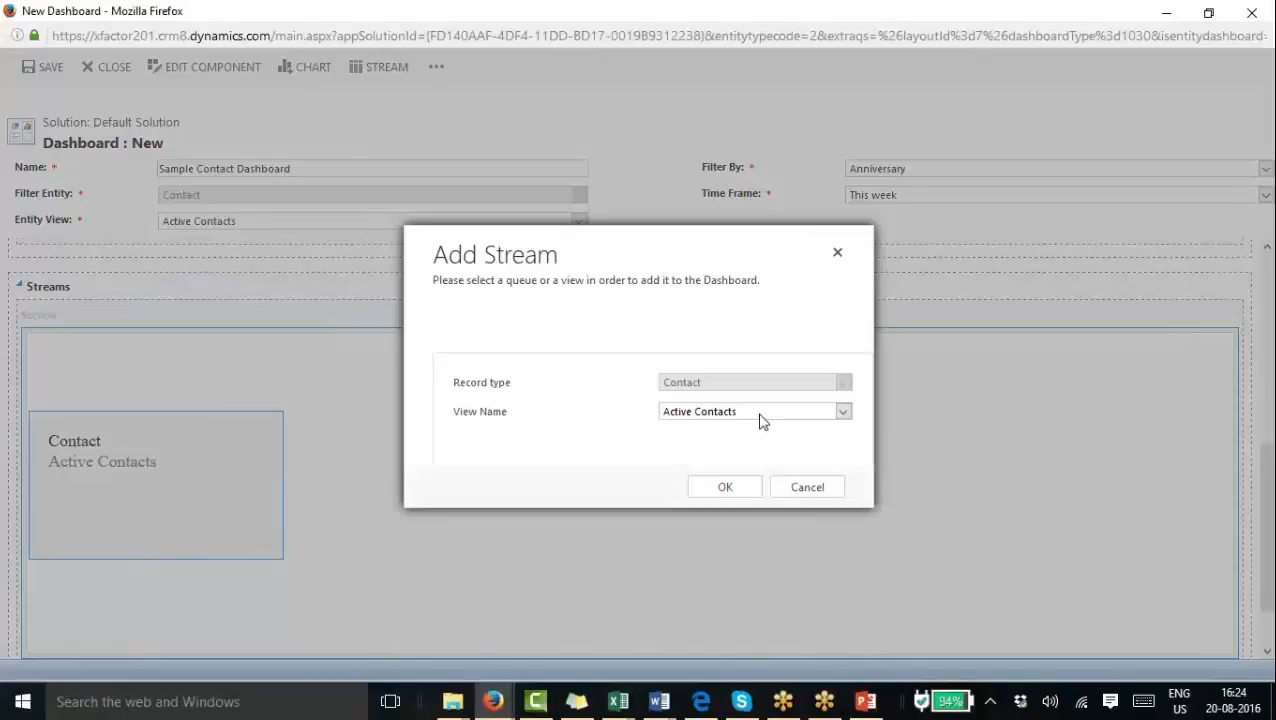 New Dashboard - Mozilla Firefox
https://xfactor201.crm8.dynamics.com/main.aspx?appSolutionId={FD140AAF-4DF4-11DD-BD17-0019B9312238}&entitytypecode=2&extraqs=%26layoutId%3d7%26dashboardType%3d1030&isentitydashboard=
SAVE CLOSE EDIT COMPONENT CHART STREAM •••
Solution: Default Solution
Dashboard : New
Name: * Sample Contact Dashboard Filter By: * Anniversary
Filter Entity: * Contact Time Frame: * This week
Entity View: * Active Contacts
Add Stream
Please select a queue or a view in order to add it to the Dashboard.
Streams
Section
Record type Contact
View Name Active Contacts
Contact
Active Contacts
OK Cancel
Search the web and Windows
94%
ENG
US
16:24
20-08-2016